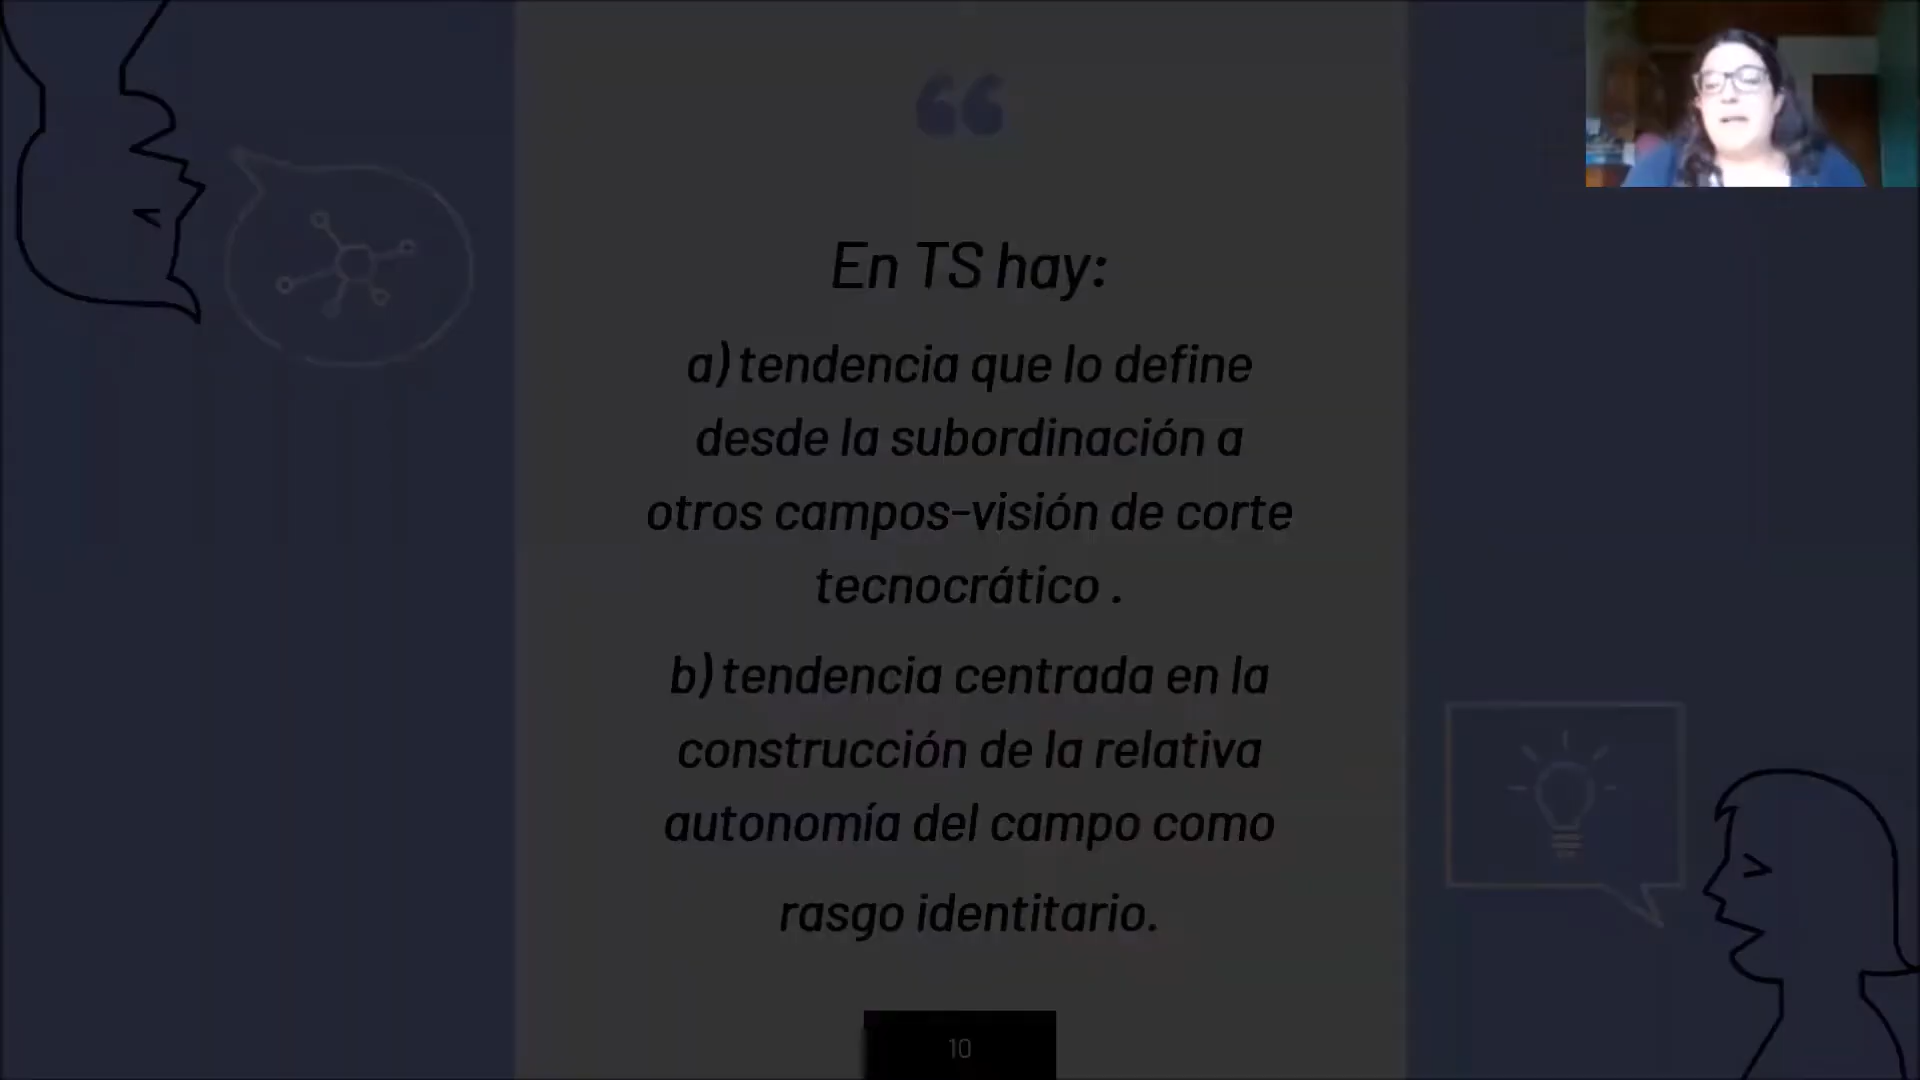 “
En TS hay:
a) tendencia que lo define
desde la subordinación a
otros campos-visión de corte
tecnocrático .
b) tendencia centrada en la
construcción de la relativa
autonomía del campo como
rasgo identitario.
10